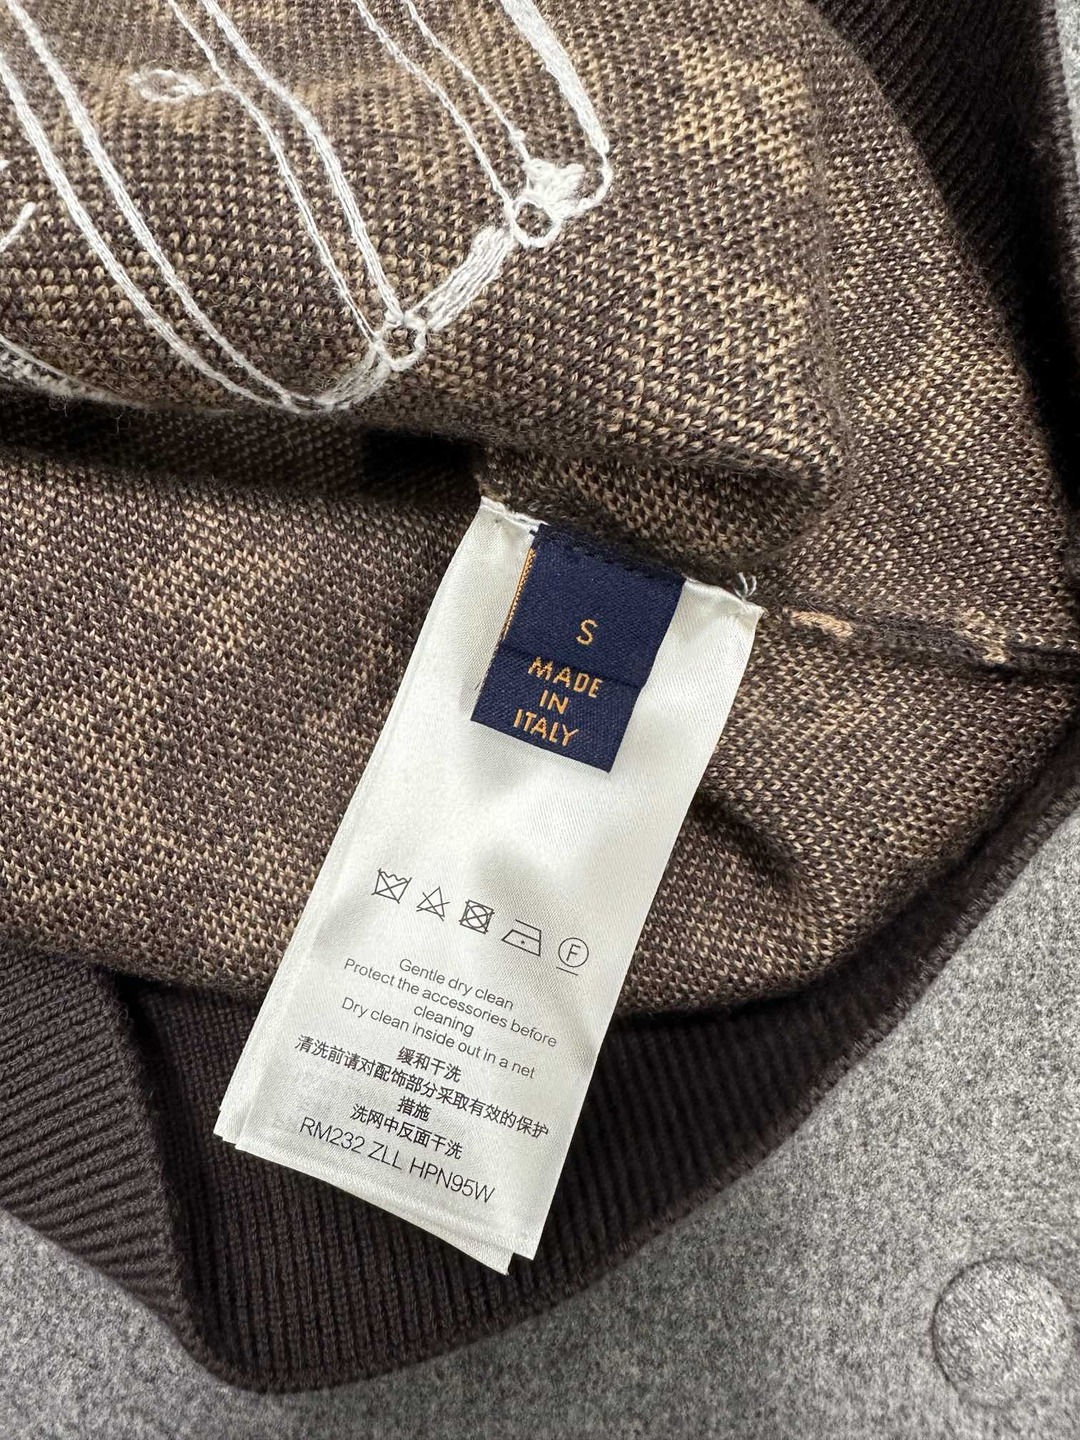 S
MADE
IN
ITALY
F
Gentle dry clean
Protect the accessories before
cleaning
Dry clean inside out in a net
缓和干洗
清洗前请对配饰部分采取有效的保护
措施
洗网中反面干洗
RM232 ZLL HPN95W